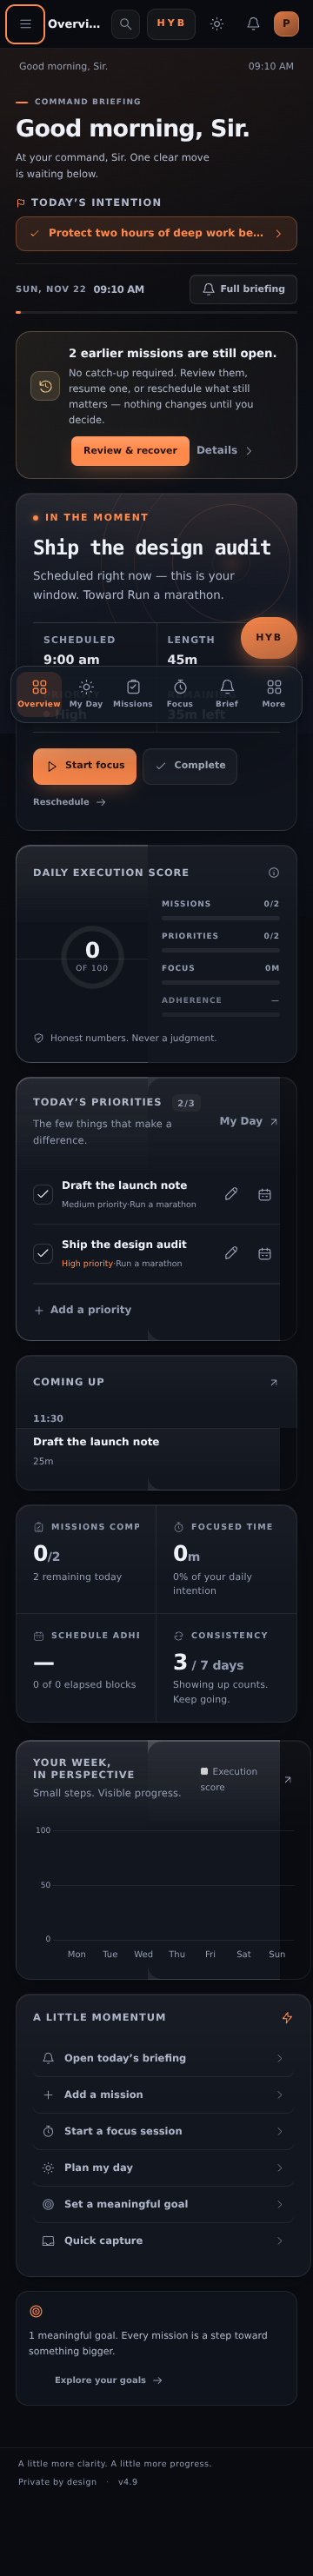 Overvi…
HYB
P
Good morning, Sir.
09:10 AM
COMMAND BRIEFING
Good morning, Sir.
At your command, Sir. One clear move
is waiting below.
TODAY'S INTENTION
Protect two hours of deep work be…
SUN, NOV 22 09:10 AM
Full briefing
2 earlier missions are still open.
No catch-up required. Review them,
resume one, or reschedule what still
matters — nothing changes until you
decide.
Review & recover
Details
IN THE MOMENT
Ship the design audit
Scheduled right now — this is your
window. Toward Run a marathon.
SCHEDULED
LENGTH
HYB
9:00 am
45m
Overview
My Day
Missions
Focus
Brief
More
High
35m left
Start focus
Complete
Reschedule
DAILY EXECUTION SCORE
0
OF 100
MISSIONS 0/2
PRIORITIES 0/2
FOCUS 0M
ADHERENCE —
Honest numbers. Never a judgment.
TODAY'S PRIORITIES 2/3
The few things that make a
difference.
My Day
Draft the launch note
Medium priority·Run a marathon
Ship the design audit
High priority·Run a marathon
Add a priority
COMING UP
11:30
Draft the launch note
25m
MISSIONS COMP
0/2
2 remaining today
FOCUSED TIME
0m
0% of your daily
intention
SCHEDULE ADHE
—
0 of 0 elapsed blocks
CONSISTENCY
3 / 7 days
Showing up counts.
Keep going.
YOUR WEEK,
IN PERSPECTIVE
Small steps. Visible progress.
Execution
score
100
50
0
Mon Tue Wed Thu Fri Sat Sun
A LITTLE MOMENTUM
Open today's briefing
Add a mission
Start a focus session
Plan my day
Set a meaningful goal
Quick capture
1 meaningful goal. Every mission is a step toward
something bigger.
Explore your goals
A little more clarity. A little more progress.
Private by design · v4.9